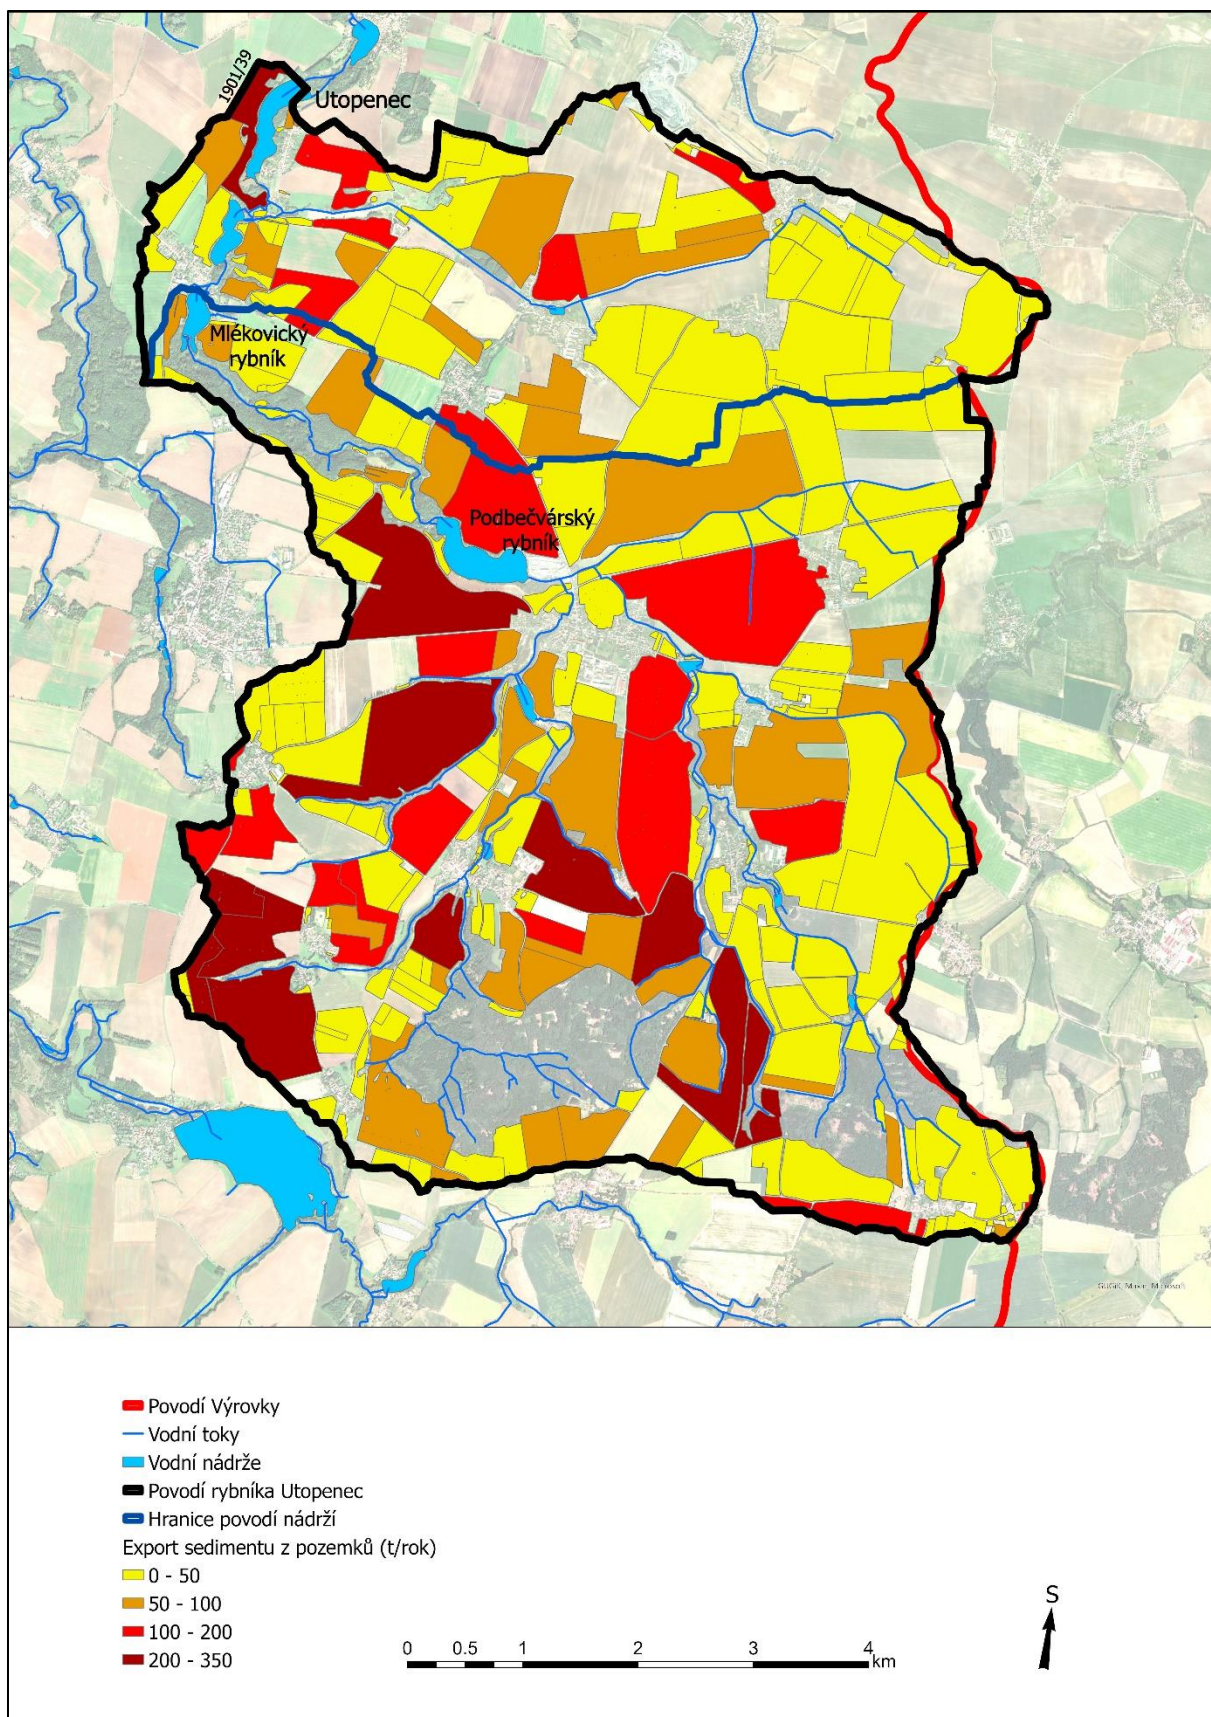 1901/39
Utopenec
Mlékovický
rybník
Podbečvárský
rybník
Povodí Výrovky
Vodní toky
Vodní nádrže
Povodí rybníka Utopenec
Hranice povodí nádrží
Export sedimentu z pozemků (t/rok)
0 - 50
50 - 100
100 - 200
200 - 350
0 0.5 1 2 3 4
km
S